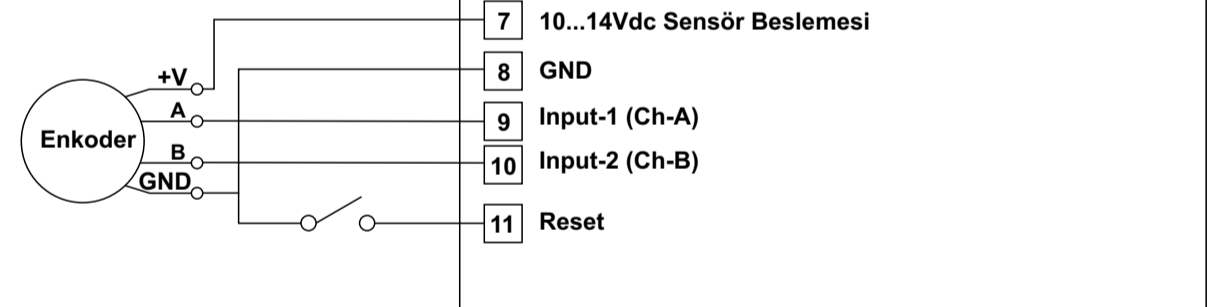 7 10...14Vdc Sensör Beslemesi
+V
8 GND
A
9 Input-1 (Ch-A)
Enkoder
B
10 Input-2 (Ch-B)
GND
11 Reset